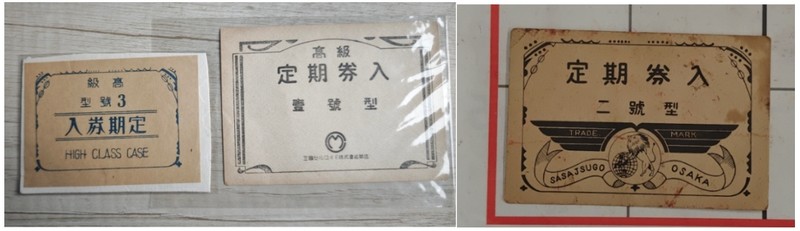 級高
型號3
入券期定
HIGH CLASS CASE
高級
定期券入
壹號型
定期券入
二號型
TRADE MARK
SASAJSUGO OSAKA